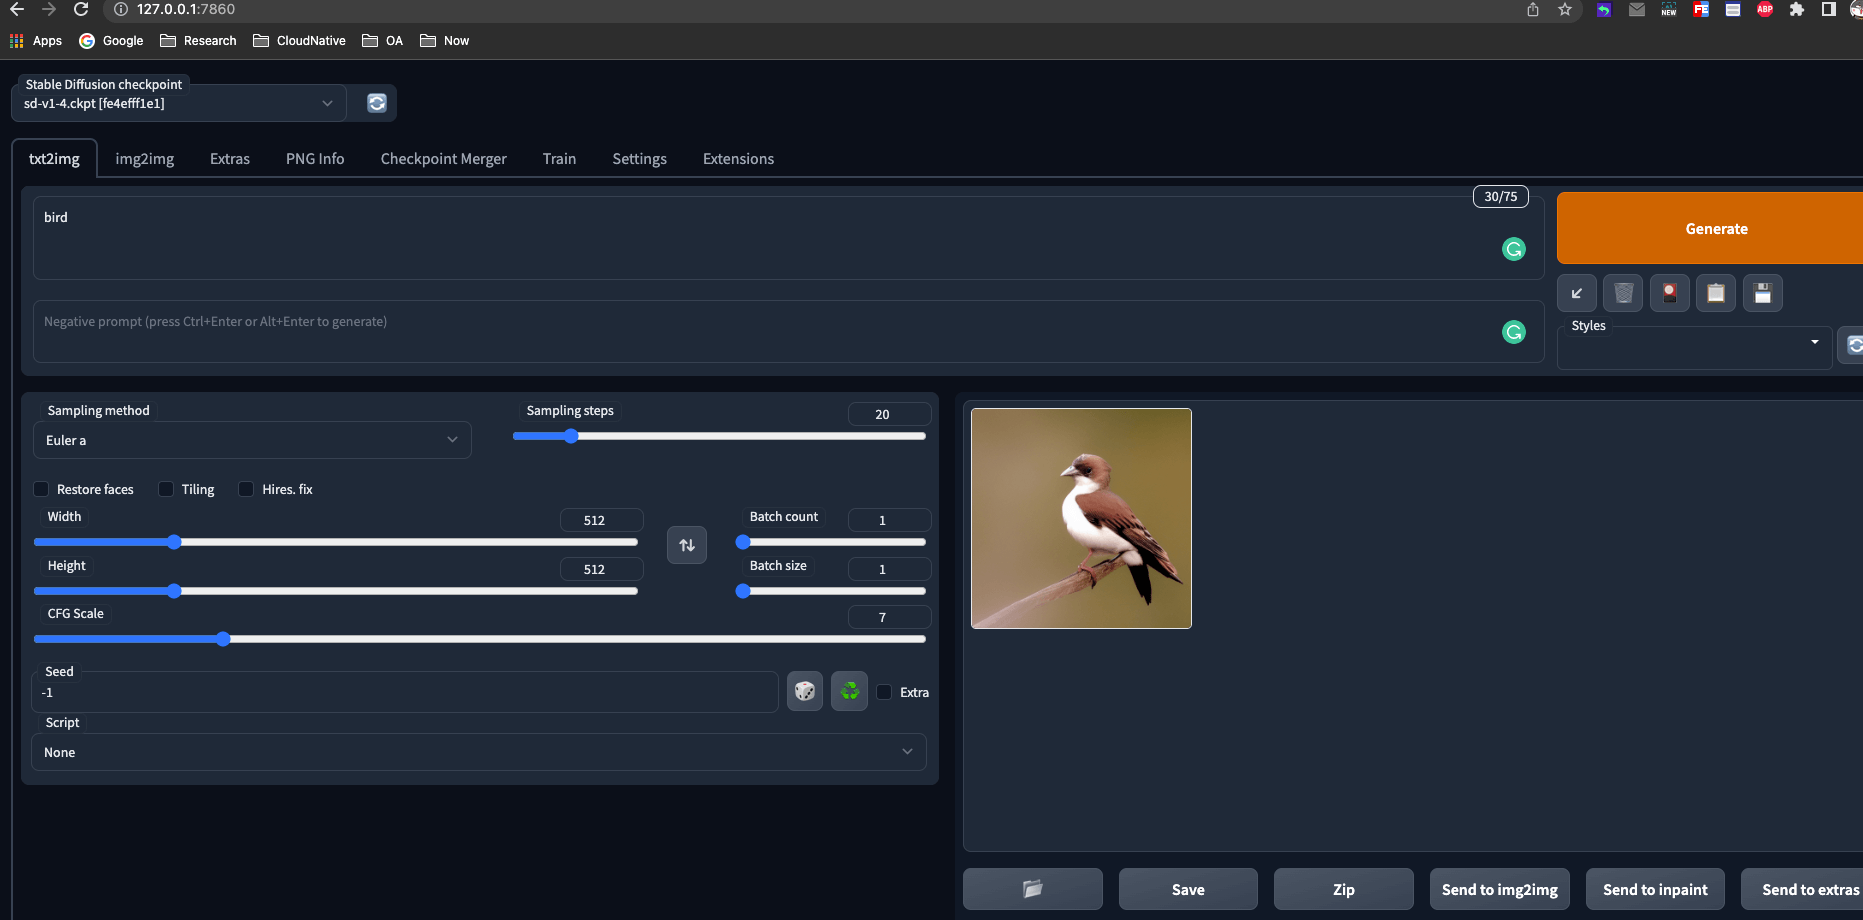 127.0.0.1:7860
NEW
FE
ABP
Apps
Google
Research
CloudNative
OA
Now
Stable Diffusion checkpoint
sd-v1-4.ckpt [fe4efff1e1]
txt2img
img2img
Extras
PNG Info
Checkpoint Merger
Train
Settings
Extensions
30/75
bird
Generate
Negative prompt (press Ctrl+Enter or Alt+Enter to generate)
Styles
Sampling method
Euler a
Sampling steps
20
Restore faces
Tiling
Hires. fix
Width
512
Batch count
1
Height
512
Batch size
1
CFG Scale
7
Seed
-1
Extra
Script
None
Save
Zip
Send to img2img
Send to inpaint
Send to extras